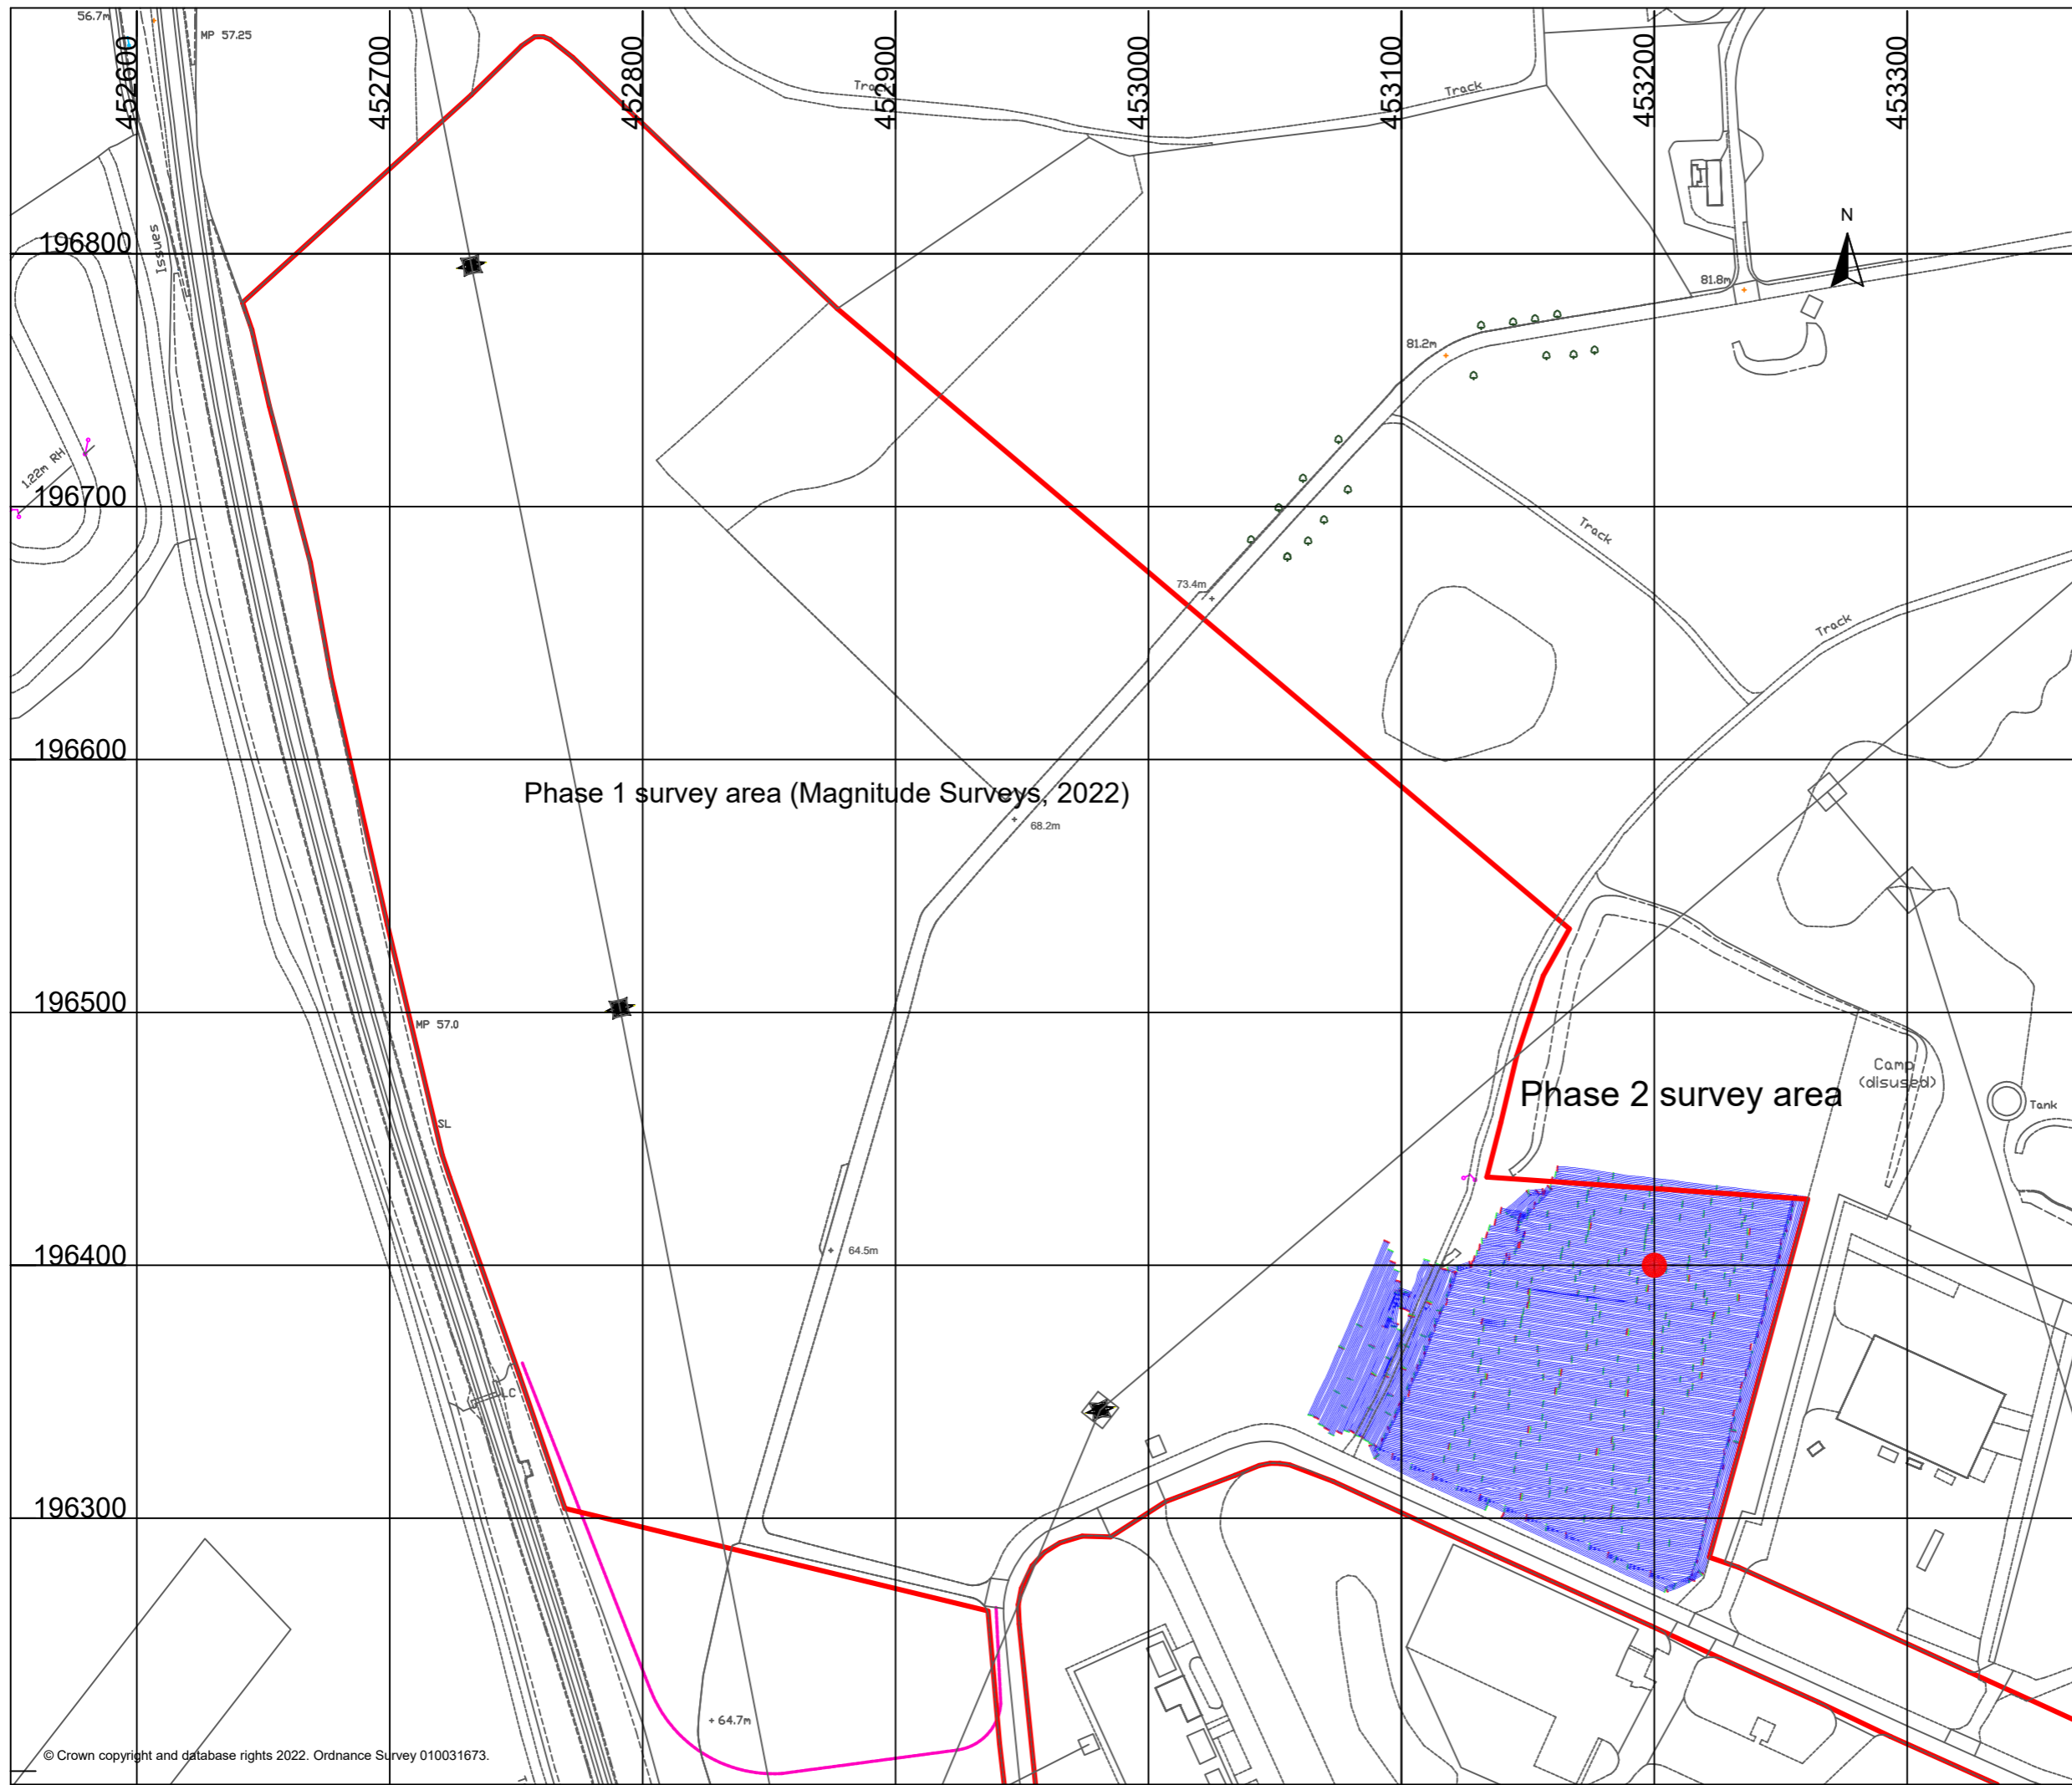 56.7m
MP 57.25
452600
452700
452800
452900
453000
453100
453200
453300
Track
Track
N
196800
Issues
81.8m
81.2m
1.22m RH
196700
Track
73.4m
Track
196600
Phase 1 survey area (Magnitude Surveys, 2022)
68.2m
196500
MP 57.0
Camp
(disused)
Phase 2 survey area
Tank
SL
196400
64.5m
LC
196300
64.7m
© Crown copyright and database rights 2022. Ordnance Survey 010031673.